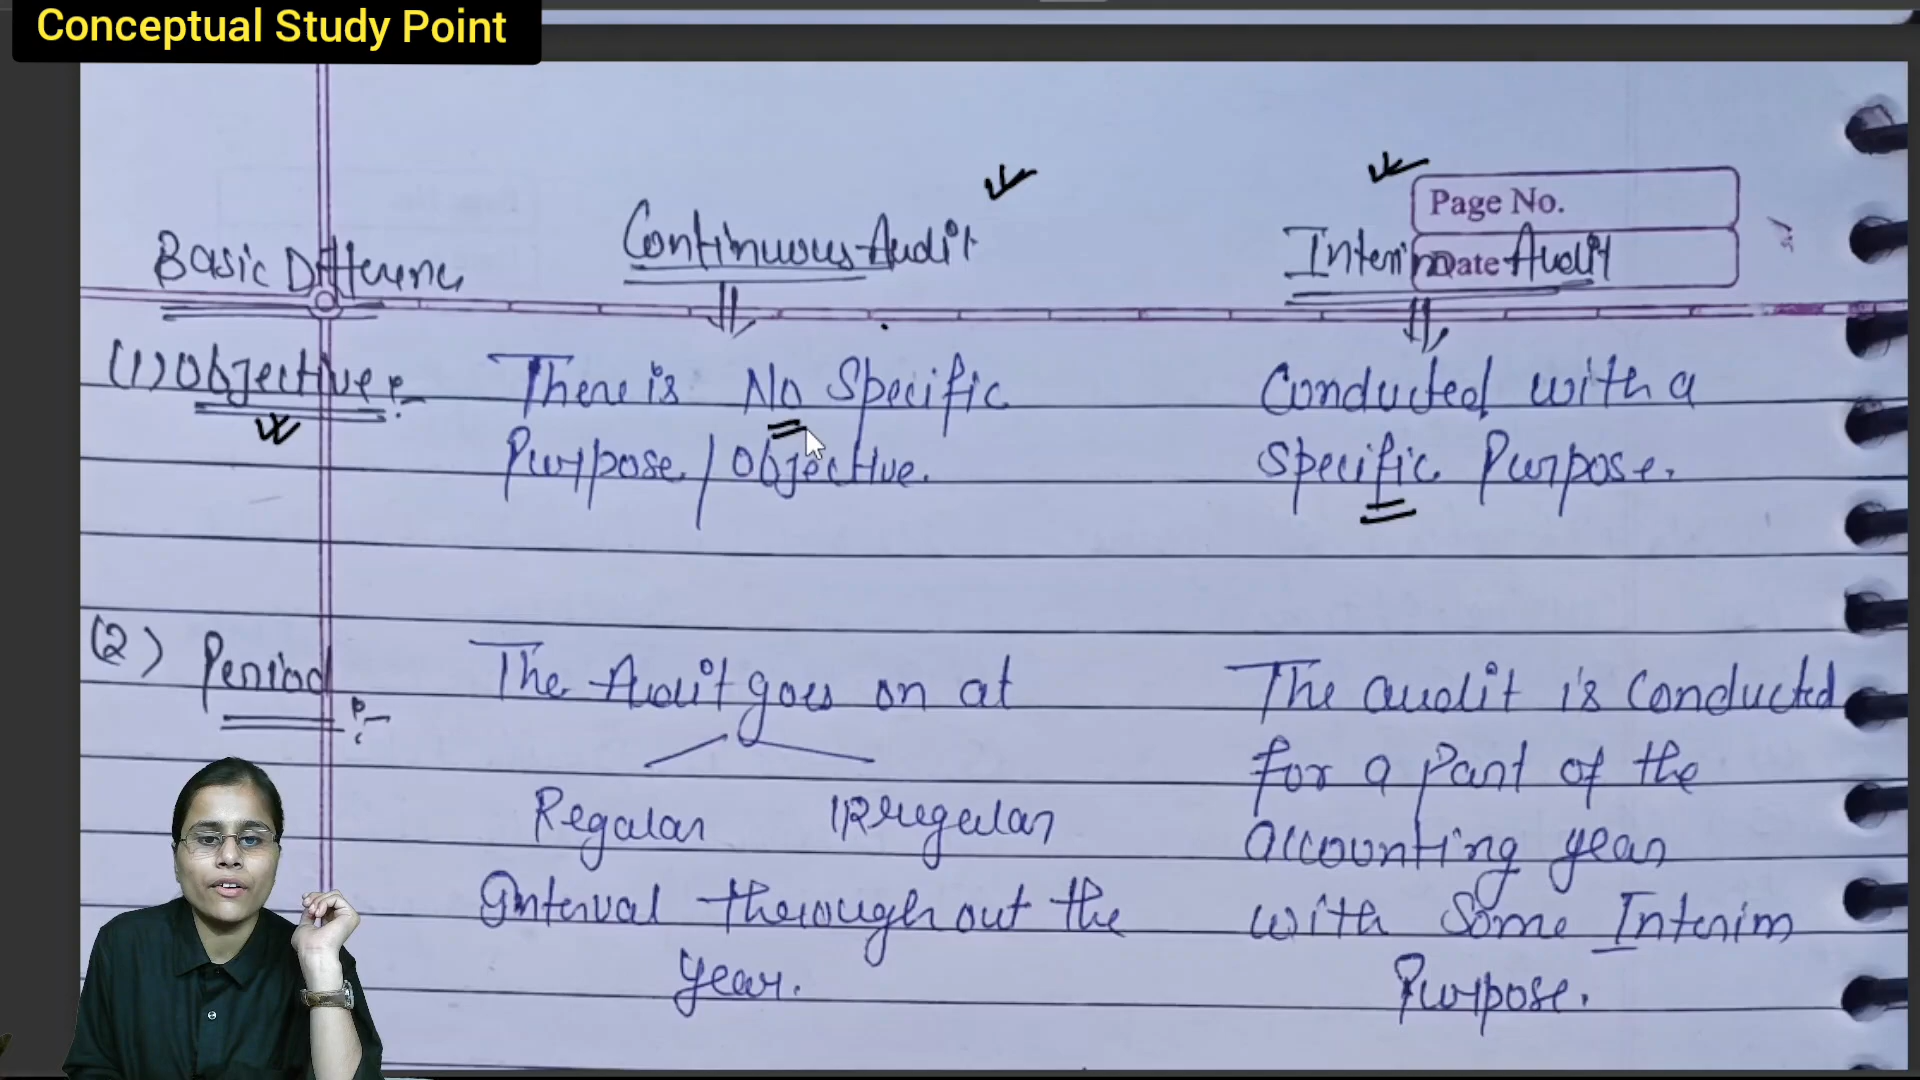 Conceptual Study Point
Page No.
Date
Basic Difference
Continuous Audit
Interim Audit
(1) Objective :-
There is No Specific
Purpose / Objective.
Conducted with a
Specific Purpose.
(2) Period :-
The Audit goes on at
Regular Irregular
Interval throughout the
year.
The audit is conducted
for a part of the
accounting year
with Some Interim
Purpose.